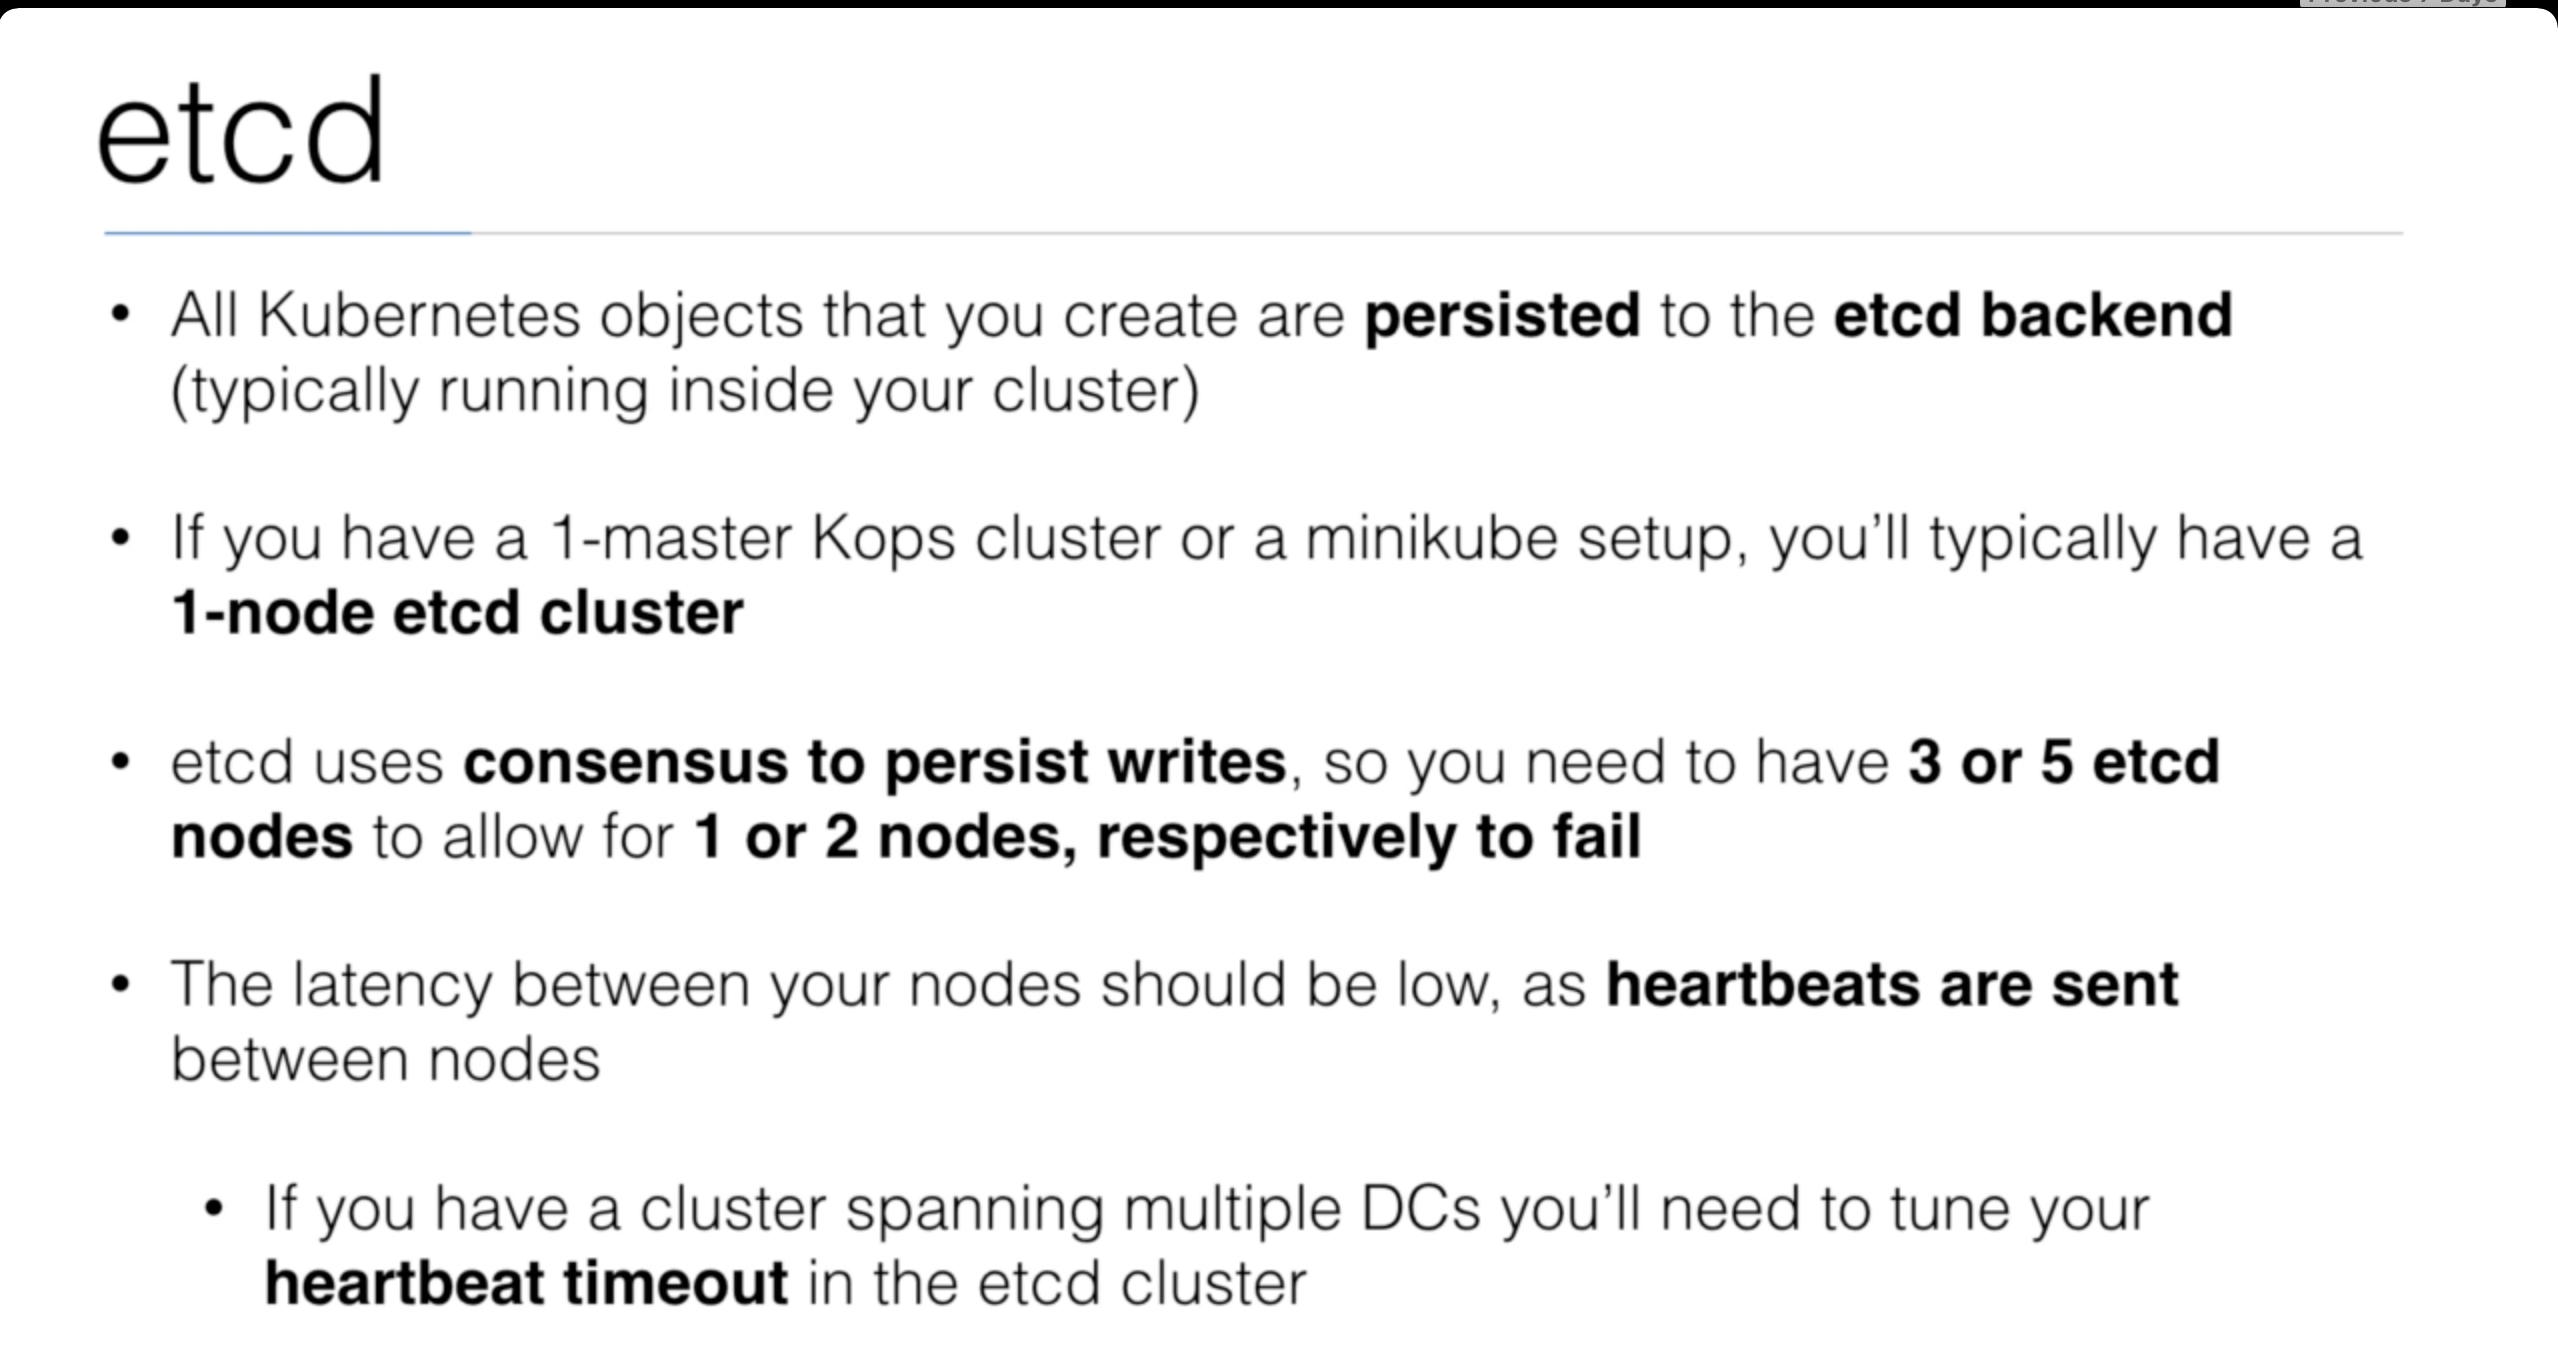 Previous 7 Days
etcd
• All Kubernetes objects that you create are persisted to the etcd backend
(typically running inside your cluster)
• If you have a 1-master Kops cluster or a minikube setup, you’ll typically have a
1-node etcd cluster
• etcd uses consensus to persist writes, so you need to have 3 or 5 etcd
nodes to allow for 1 or 2 nodes, respectively to fail
• The latency between your nodes should be low, as heartbeats are sent
between nodes
• If you have a cluster spanning multiple DCs you’ll need to tune your
heartbeat timeout in the etcd cluster